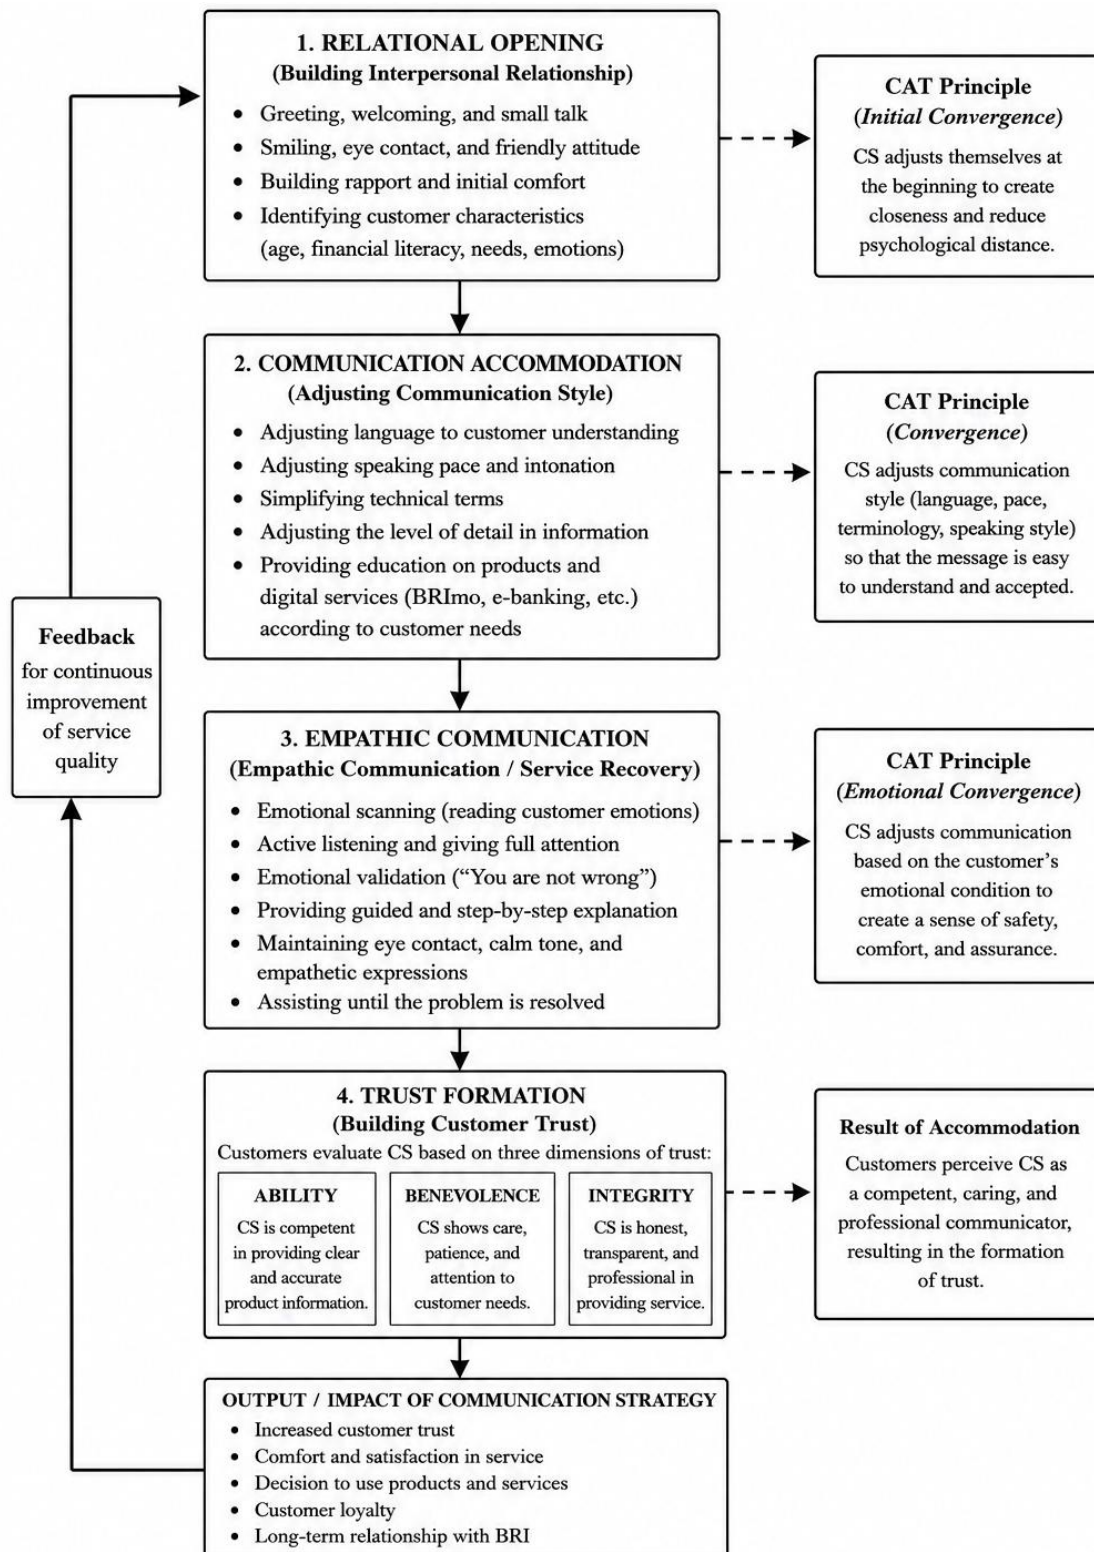 1. RELATIONAL OPENING
(Building Interpersonal Relationship)
• Greeting, welcoming, and small talk
• Smiling, eye contact, and friendly attitude
• Building rapport and initial comfort
• Identifying customer characteristics
(age, financial literacy, needs, emotions)
CAT Principle
(Initial Convergence)
CS adjusts themselves at
the beginning to create
closeness and reduce
psychological distance.
2. COMMUNICATION ACCOMMODATION
(Adjusting Communication Style)
• Adjusting language to customer understanding
• Adjusting speaking pace and intonation
• Simplifying technical terms
• Adjusting the level of detail in information
• Providing education on products and
digital services (BRImo, e-banking, etc.)
according to customer needs
CAT Principle
(Convergence)
CS adjusts communication
style (language, pace,
terminology, speaking style)
so that the message is easy
to understand and accepted.
Feedback
for continuous
improvement
of service
quality
3. EMPATHIC COMMUNICATION
(Empathic Communication / Service Recovery)
• Emotional scanning (reading customer emotions)
• Active listening and giving full attention
• Emotional validation (“You are not wrong”)
• Providing guided and step-by-step explanation
• Maintaining eye contact, calm tone, and
empathetic expressions
• Assisting until the problem is resolved
CAT Principle
(Emotional Convergence)
CS adjusts communication
based on the customer’s
emotional condition to
create a sense of safety,
comfort, and assurance.
4. TRUST FORMATION
(Building Customer Trust)
Customers evaluate CS based on three dimensions of trust:
ABILITY
CS is competent
in providing clear
and accurate
product information.
BENEVOLENCE
CS shows care,
patience, and
attention to
customer needs.
INTEGRITY
CS is honest,
transparent, and
professional in
providing service.
Result of Accommodation
Customers perceive CS as
a competent, caring, and
professional communicator,
resulting in the formation
of trust.
OUTPUT / IMPACT OF COMMUNICATION STRATEGY
• Increased customer trust
• Comfort and satisfaction in service
• Decision to use products and services
• Customer loyalty
• Long-term relationship with BRI